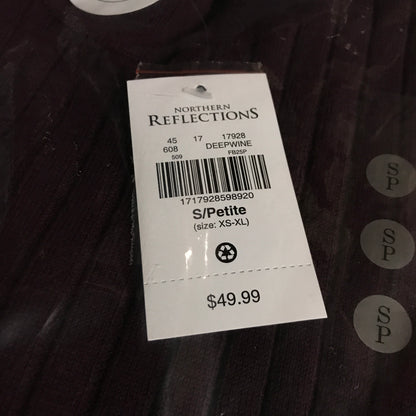 NORTHERN
REFLECTIONS
45 17 17928
608 DEEPWINE
509 FB25P
1717928598920
S/Petite
(size: XS-XL)
$49.99
SP
SP
SP